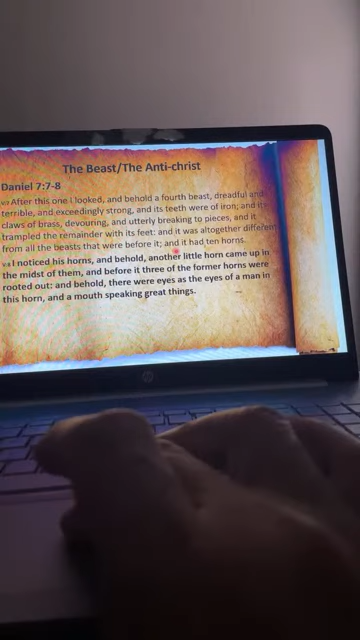 The Beast/The Anti-christ
Daniel 7:7-8
v.7 After this one I looked, and behold a fourth beast, dreadful and
terrible, and exceedingly strong, and its teeth were of iron; and its
claws of brass, devouring, and utterly breaking to pieces, and it
trampled the remainder with its feet: and it was altogether different
from all the beasts that were before it; and it had ten horns.
v.8 I noticed his horns, and behold, another little horn came up in
the midst of them, and before it three of the former horns were
rooted out: and behold, there were eyes as the eyes of a man in
this horn, and a mouth speaking great things.
hp